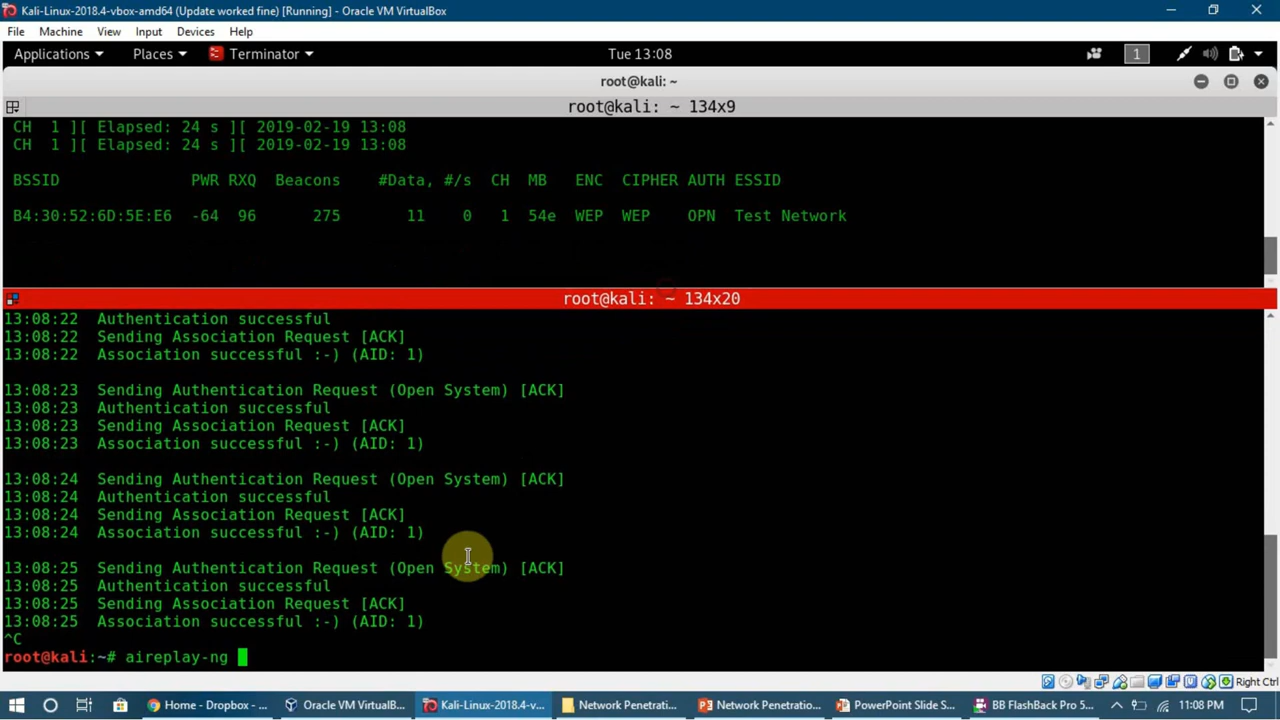 Kali-Linux-2018.4-vbox-amd64 (Update worked fine) [Running] - Oracle VM VirtualBox
File Machine View Input Devices Help
Applications Places Terminator Tue 13:08 1
root@kali: ~
root@kali: ~ 134x9
CH 1 ][ Elapsed: 24 s ][ 2019-02-19 13:08
CH 1 ][ Elapsed: 24 s ][ 2019-02-19 13:08
BSSID PWR RXQ Beacons #Data, #/s CH MB ENC CIPHER AUTH ESSID
B4:30:52:6D:5E:E6 -64 96 275 11 0 1 54e WEP WEP OPN Test Network
root@kali: ~ 134x20
13:08:22 Authentication successful
13:08:22 Sending Association Request [ACK]
13:08:22 Association successful :-) (AID: 1)
13:08:23 Sending Authentication Request (Open System) [ACK]
13:08:23 Authentication successful
13:08:23 Sending Association Request [ACK]
13:08:23 Association successful :-) (AID: 1)
13:08:24 Sending Authentication Request (Open System) [ACK]
13:08:24 Authentication successful
13:08:24 Sending Association Request [ACK]
13:08:24 Association successful :-) (AID: 1)
13:08:25 Sending Authentication Request (Open System) [ACK]
13:08:25 Authentication successful
13:08:25 Sending Association Request [ACK]
13:08:25 Association successful :-) (AID: 1)
^C
root@kali:~# aireplay-ng
Right Ctrl
Home - Dropbox - ... Oracle VM VirtualB... Kali-Linux-2018.4-v... Network Penetrati... Network Penetratio... PowerPoint Slide S... BB FlashBack Pro 5... 11:08 PM